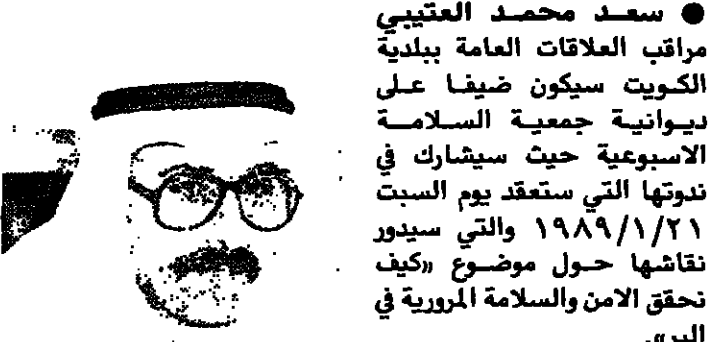 ● سعد محمد العتيبي
مراقب العلاقات العامة ببلدية
الكويت سيكون ضيفا على
ديوانية جمعية السلامة
الاسبوعية حيث سيشارك في
ندوتها التي ستعقد يوم السبت
١٩٨٩/١/٢١ والتي سيدور
نقاشها حول موضوع «كيف
نحقق الامن والسلامة المرورية في
البر».